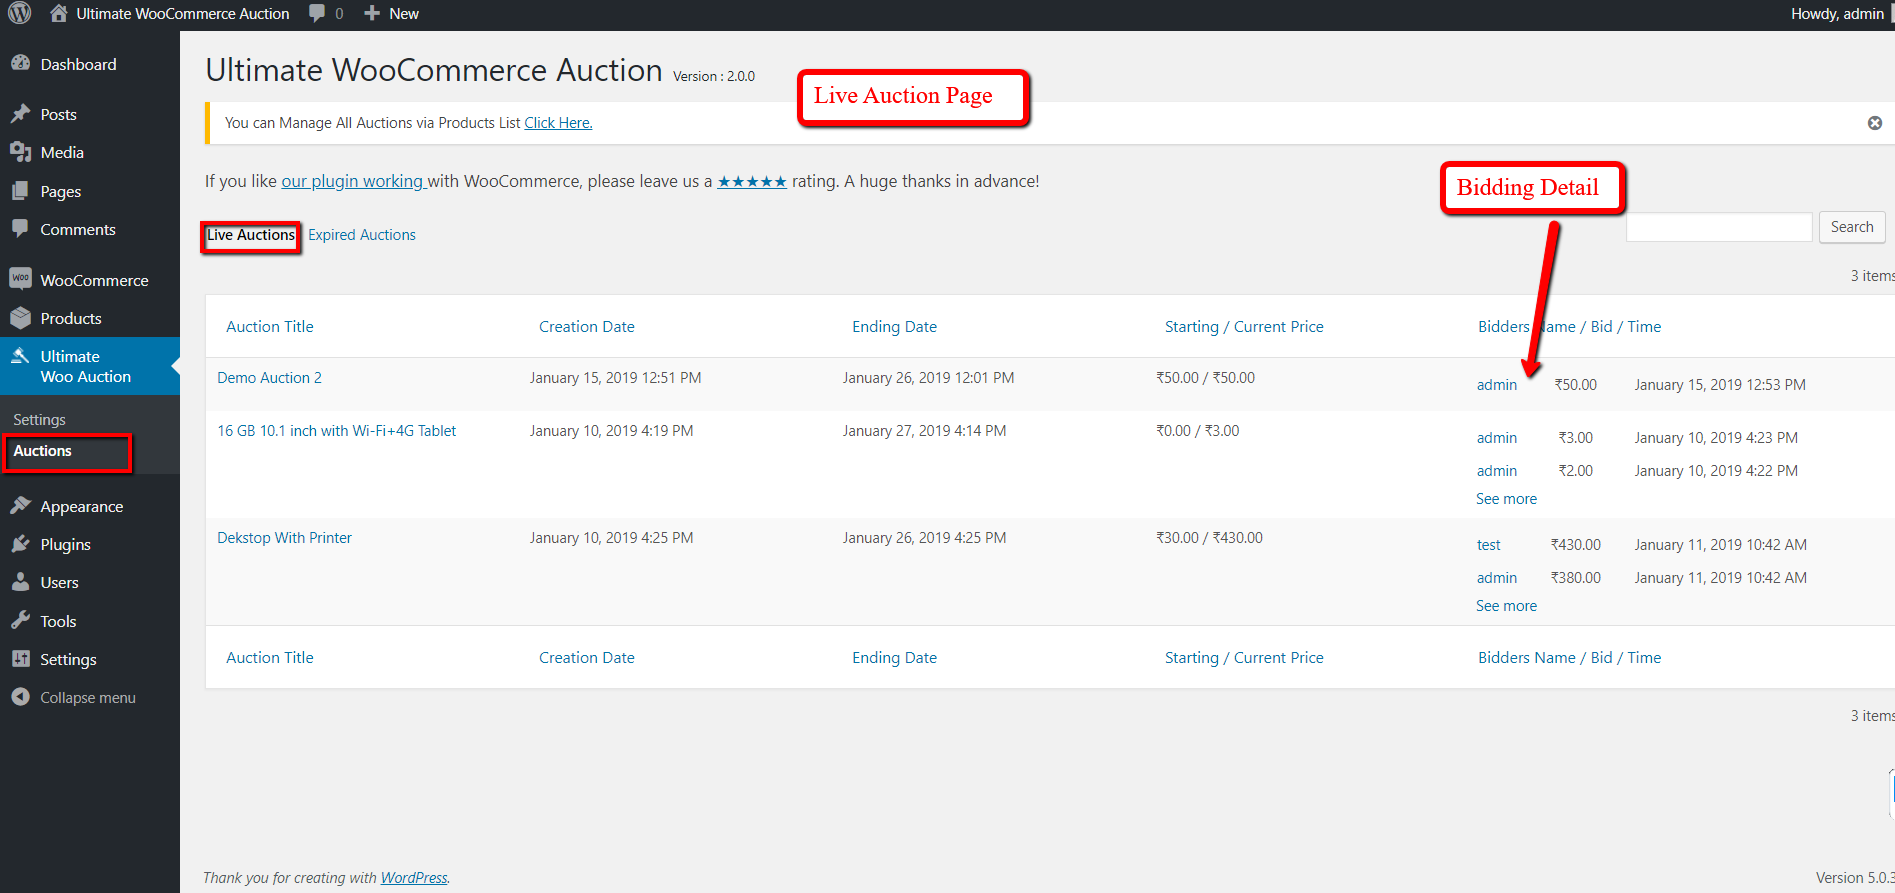 Ultimate WooCommerce Auction 0 New Howdy, admin
Dashboard
Posts
Media
Pages
Comments
WooCommerce
Products
Ultimate
Woo Auction
Settings
Auctions
Appearance
Plugins
Users
Tools
Settings
Collapse menu
Ultimate WooCommerce Auction Version : 2.0.0
Live Auction Page
You can Manage All Auctions via Products List Click Here.
If you like our plugin working with WooCommerce, please leave us a ★★★★★ rating. A huge thanks in advance!
Bidding Detail
Live Auctions Expired Auctions
Search
3 items
Auction Title Creation Date Ending Date Starting / Current Price Bidders Name / Bid / Time
Demo Auction 2 January 15, 2019 12:51 PM January 26, 2019 12:01 PM ₹50.00 / ₹50.00 admin ₹50.00 January 15, 2019 12:53 PM
16 GB 10.1 inch with Wi-Fi+4G Tablet January 10, 2019 4:19 PM January 27, 2019 4:14 PM ₹0.00 / ₹3.00 admin ₹3.00 January 10, 2019 4:23 PM
admin ₹2.00 January 10, 2019 4:22 PM
See more
Dekstop With Printer January 10, 2019 4:25 PM January 26, 2019 4:25 PM ₹30.00 / ₹430.00 test ₹430.00 January 11, 2019 10:42 AM
admin ₹380.00 January 11, 2019 10:42 AM
See more
Auction Title Creation Date Ending Date Starting / Current Price Bidders Name / Bid / Time
3 items
Thank you for creating with WordPress. Version 5.0.3